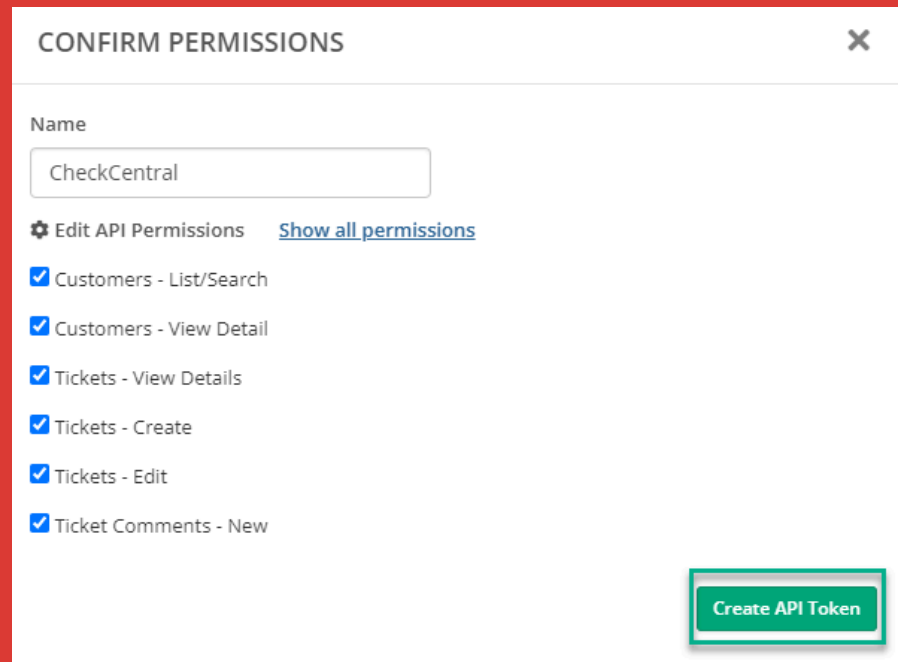 CONFIRM PERMISSIONS
Name
CheckCentral
Edit API Permissions Show all permissions
Customers - List/Search
Customers - View Detail
Tickets - View Details
Tickets - Create
Tickets - Edit
Ticket Comments - New
Create API Token